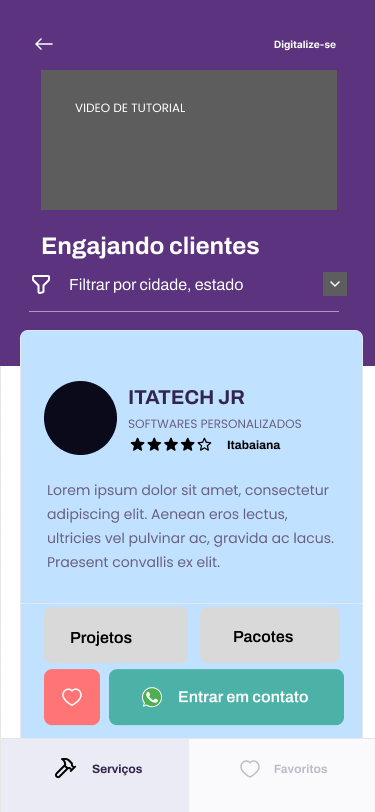 Digitalize-se
VIDEO DE TUTORIAL
Engajando clientes
Filtrar por cidade, estado
ITATECH JR
SOFTWARES PERSONALIZADOS
Itabaiana
Lorem ipsum dolor sit amet, consectetur
adipiscing elit. Aenean eros lectus,
ultricies vel pulvinar ac, gravida ac lacus.
Praesent convallis ex elit.
Projetos
Pacotes
Entrar em contato
Serviços
Favoritos